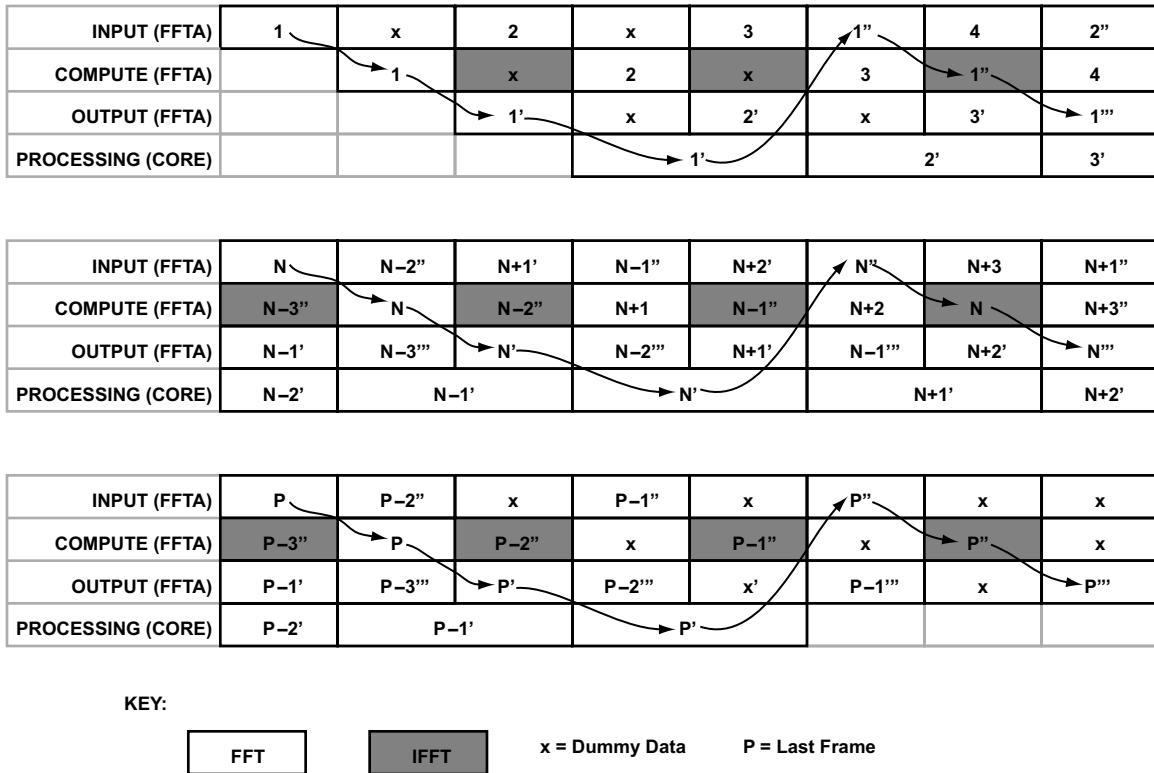 INPUT (FFTA) 1 x 2 x 3 1” 4 2”
COMPUTE (FFTA) 1 x 2 x 3 1” 4
OUTPUT (FFTA) 1’ x 2’ x 3’ 1”’
PROCESSING (CORE) 1’ 2’ 3’
INPUT (FFTA) N N–2” N+1’ N–1” N+2’ N” N+3 N+1”
COMPUTE (FFTA) N–3” N N–2” N+1 N–1” N+2 N N+3”
OUTPUT (FFTA) N–1’ N–3”’ N’ N–2”’ N+1’ N–1”’ N+2’ N”’
PROCESSING (CORE) N–2’ N–1’ N’ N+1’ N+2’
INPUT (FFTA) P P–2” x P–1” x P” x x
COMPUTE (FFTA) P–3” P P–2” x P–1” x P” x
OUTPUT (FFTA) P–1’ P–3”’ P’ P–2”’ x’ P–1”’ x P”’
PROCESSING (CORE) P–2’ P–1’ P’
KEY:
FFT IFFT x = Dummy Data P = Last Frame